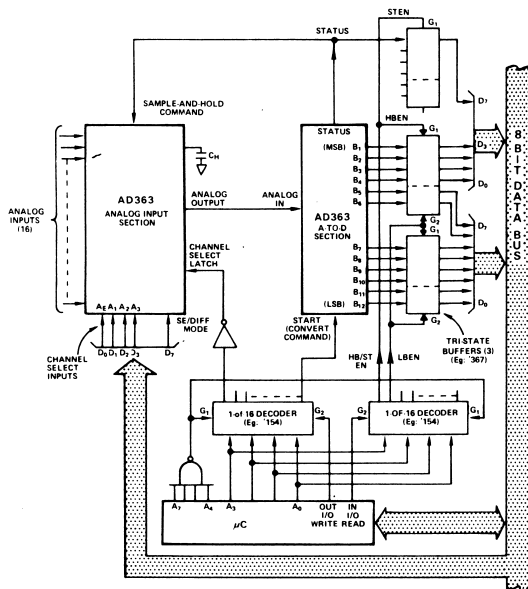 STEN
G1
STATUS
D7
SAMPLE-AND-HOLD
COMMAND
HBEN
G1
STATUS
(MSB) B1
B2
B3
B4
B5
B6
D3
D0
CH
AD363
ANALOG INPUT
SECTION
ANALOG
OUTPUT
ANALOG
IN
AD363
A-TO-D
SECTION
ANALOG
INPUTS
(16)
G2
G1
D7
CHANNEL
SELECT
LATCH
B7
B8
B9
B10
B11
(LSB) B12
D0
G2
AE A1 A2 A3
SE/DIFF
MODE
START
(CONVERT
COMMAND)
TRI-STATE
BUFFERS (3)
(Eg: '367)
CHANNEL
SELECT
INPUTS
D0 D1 D2 D3
D7
HB/ST
EN
LBEN
8 BIT DATA BUS
G1
1-of 16 DECODER
(Eg: '154)
G2
G2
1-OF-16 DECODER
(Eg: '154)
G1
A7
A4
A3
A0
OUT
I/O
WRITE
IN
I/O
READ
μC